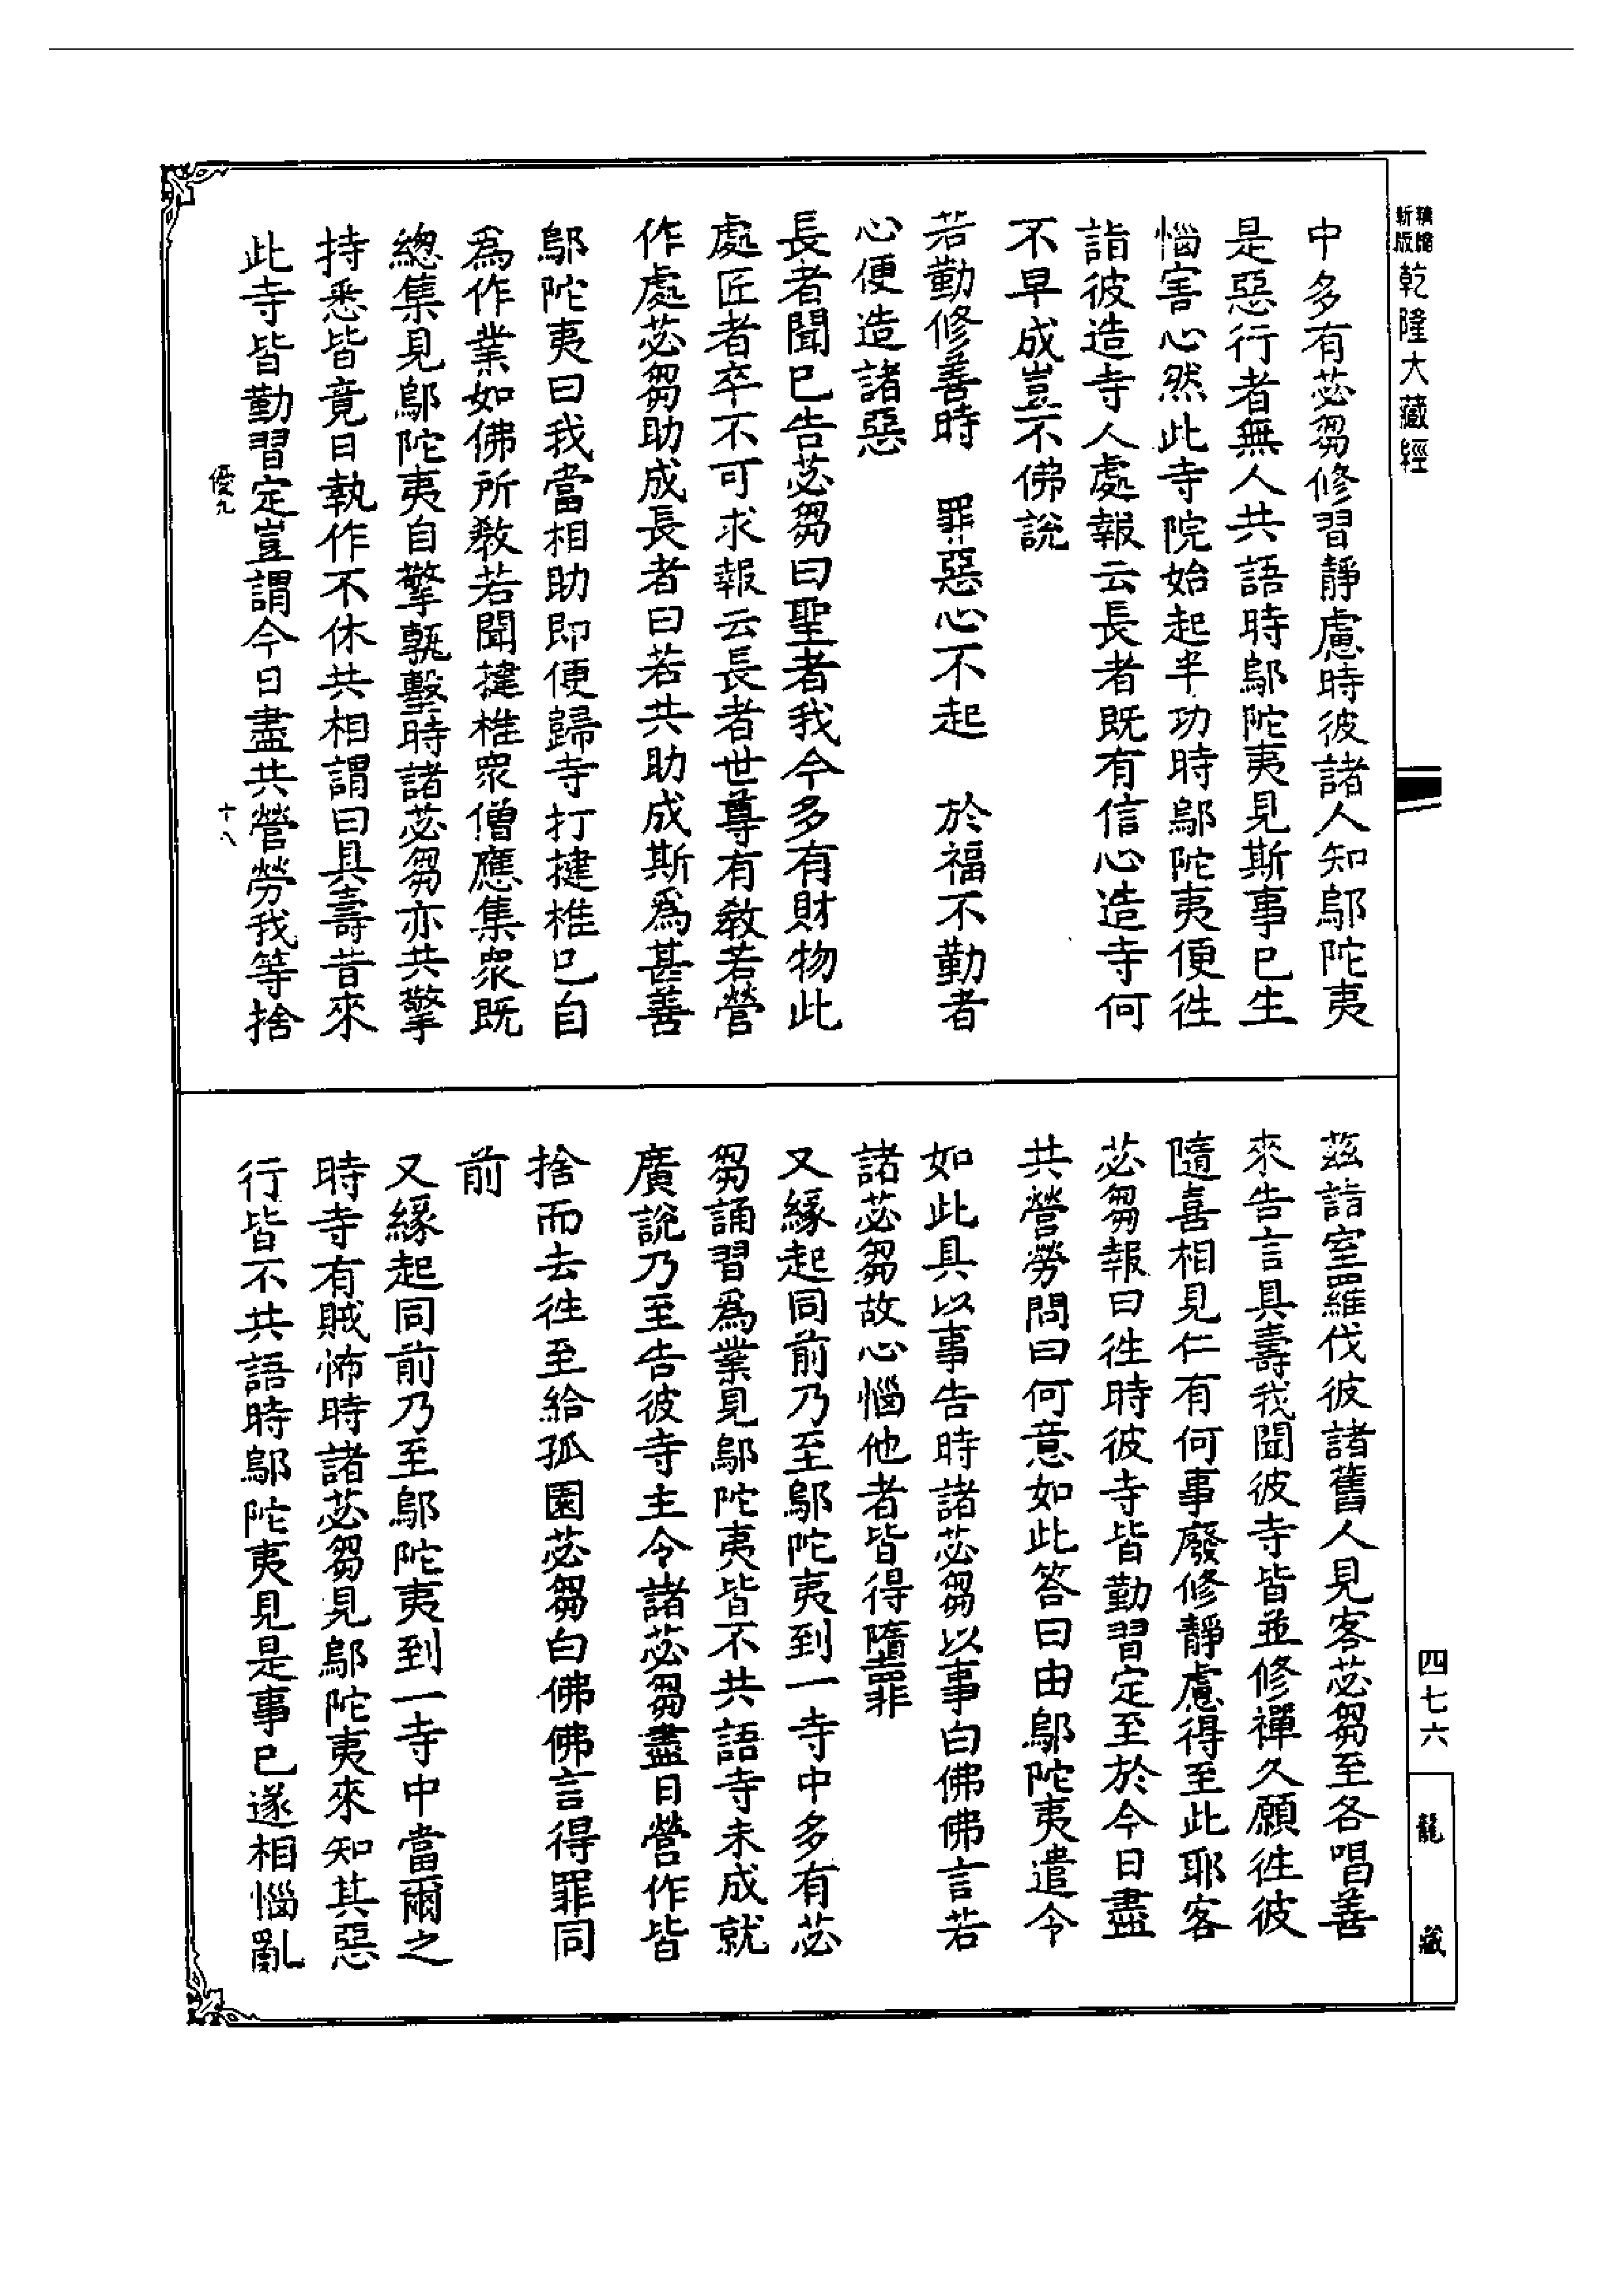 新版 精縮 乾隆大藏經
中多有苾芻修習靜慮時彼諸人知鄔陀夷
是惡行者無人共語時鄔陀夷見斯事已生
惱害心然此寺院始起半功時鄔陀夷便往
詣彼造寺人處報云長者既有信心造寺何
不早成豈不佛說
若勤修善時　罪惡心不起　於福不勤者
心便造諸惡
長者聞已告苾芻曰聖者我今多有財物此
處匠者卒不可求報云長者世尊有教若營
作處苾芻助成長者曰若共助成斯為甚善
鄔陀夷曰我當相助即便歸寺打揵椎已自
為作業如佛所教若聞揵椎眾僧應集眾既
總集見鄔陀夷自擎甎墼時諸苾芻亦共擎
持悉皆竟日執作不休共相謂曰具壽昔來
此寺皆勤習定豈謂今日盡共營勞我等捨
優九　十八
茲詣室羅伐彼諸舊人見客苾芻至各唱善
來告言具壽我聞彼寺皆並修禪久願往彼
隨喜相見仁有何事廢修靜慮得至此耶客
苾芻報曰往時彼寺皆勤習定至於今日盡
共營勞問曰何意如此答曰由鄔陀夷遣令
如此具以事告時諸苾芻以事白佛佛言若
諸苾芻故心惱他者皆得墮罪
又緣起同前乃至鄔陀夷到一寺中多有苾
芻誦習為業見鄔陀夷皆不共語寺未成就
廣說乃至告彼寺主令諸苾芻盡日營作皆
捨而去往至給孤園苾芻白佛佛言得罪同
前
又緣起同前乃至鄔陀夷到一寺中當爾之
時寺有賊怖時諸苾芻見鄔陀夷來知其惡
行皆不共語時鄔陀夷見是事已遂相惱亂
四七六
龍藏